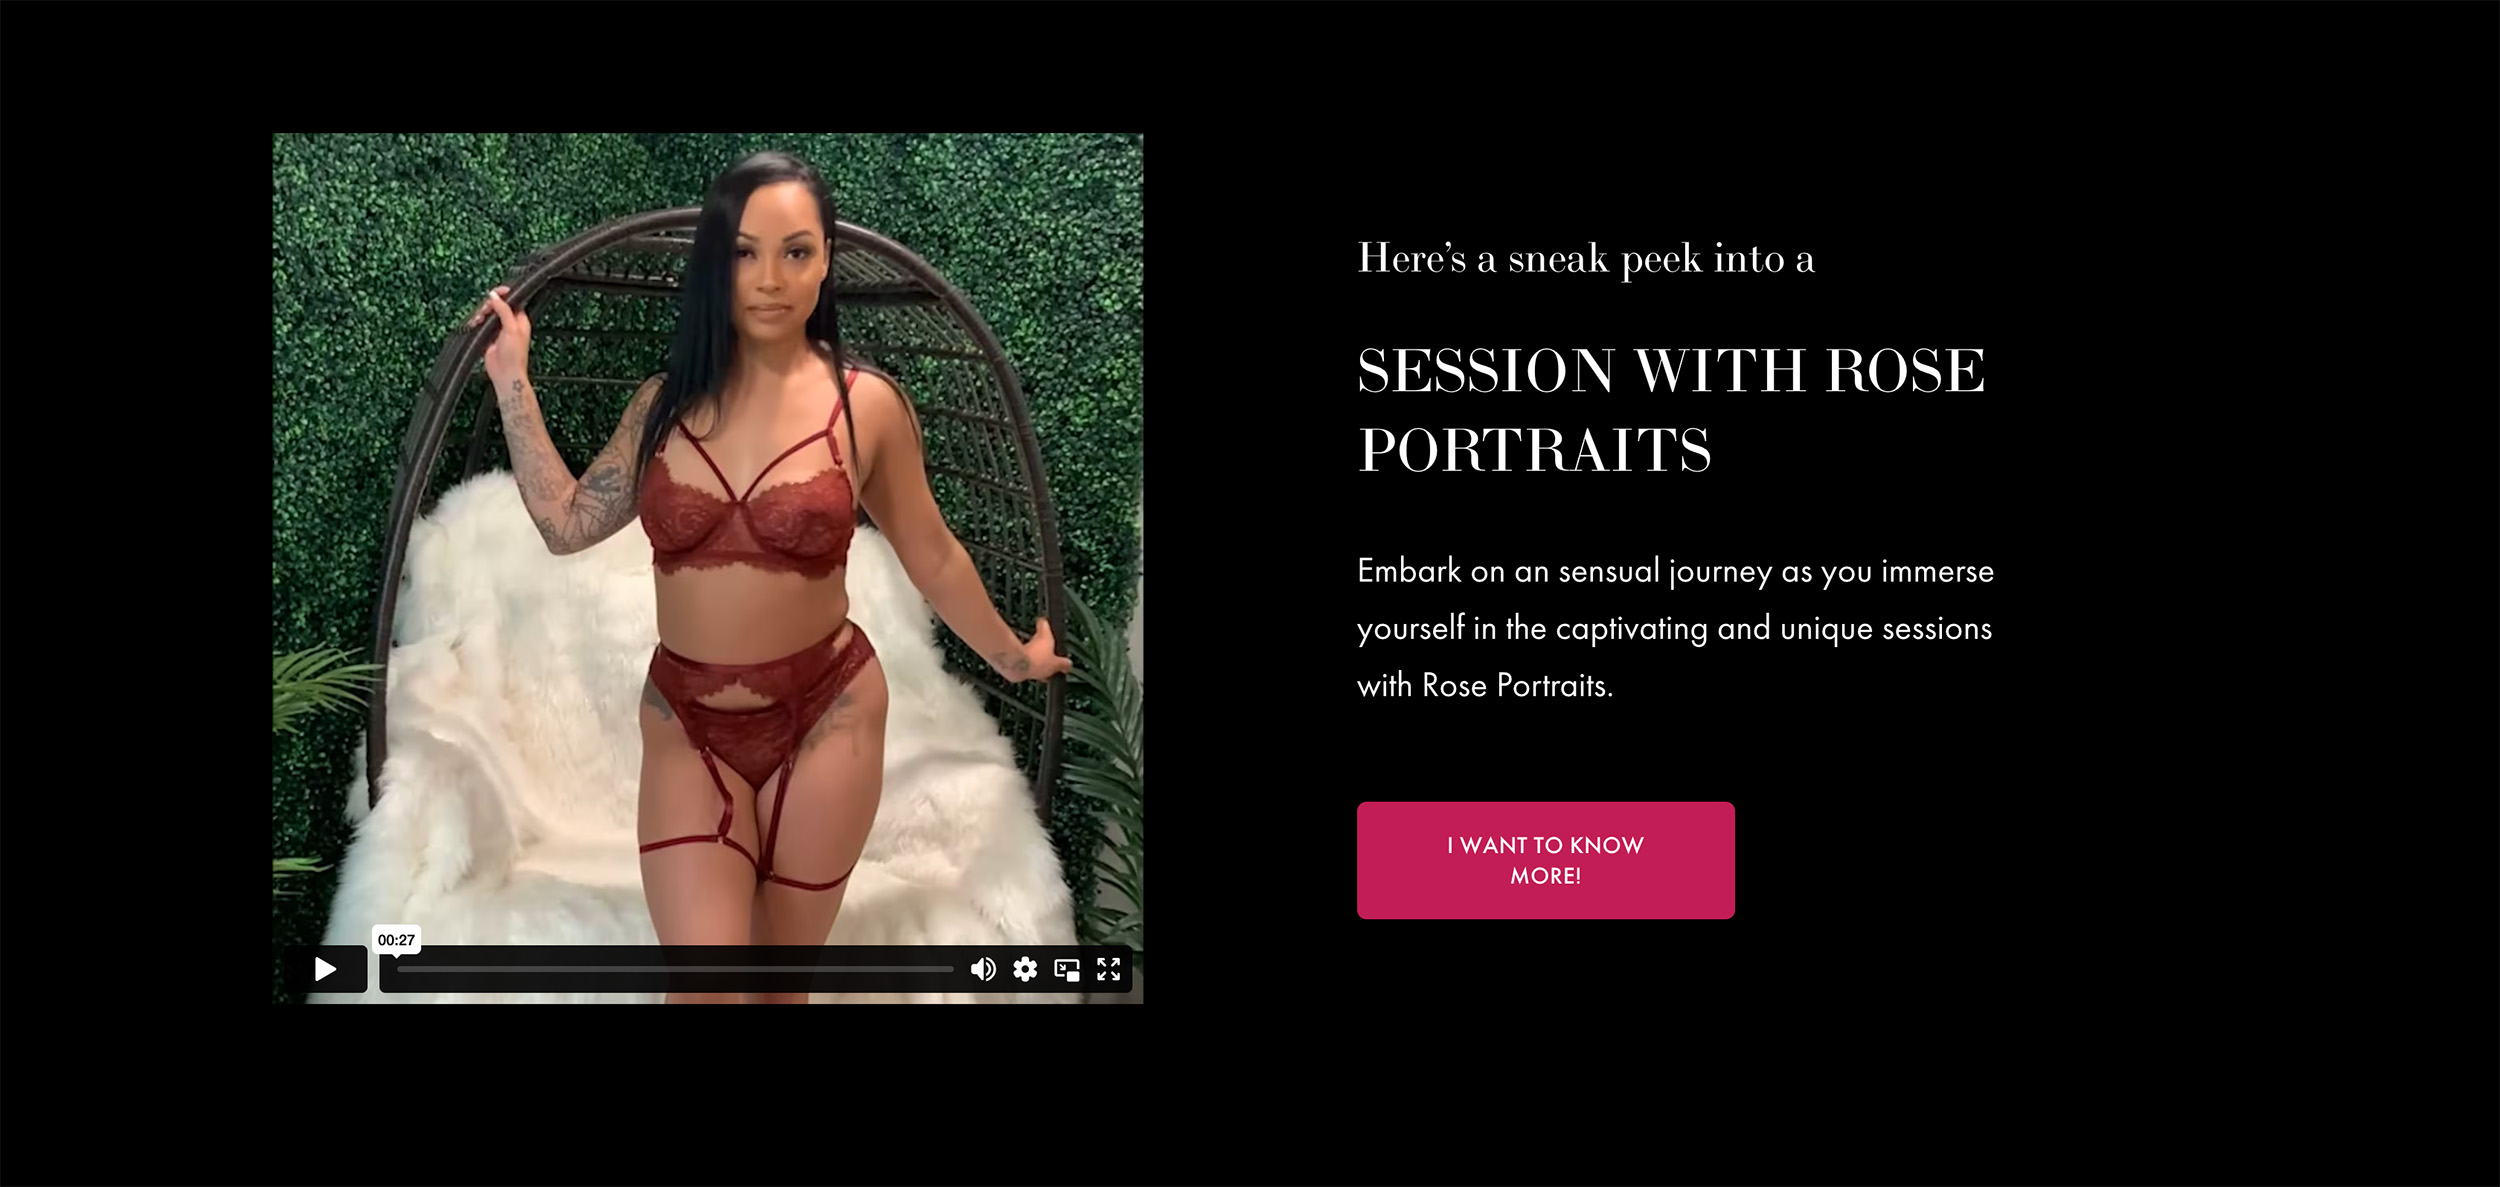 Here’s a sneak peek into a
SESSION WITH ROSE
PORTRAITS
Embark on an sensual journey as you immerse
yourself in the captivating and unique sessions
with Rose Portraits.
I WANT TO KNOW
MORE!
00:27